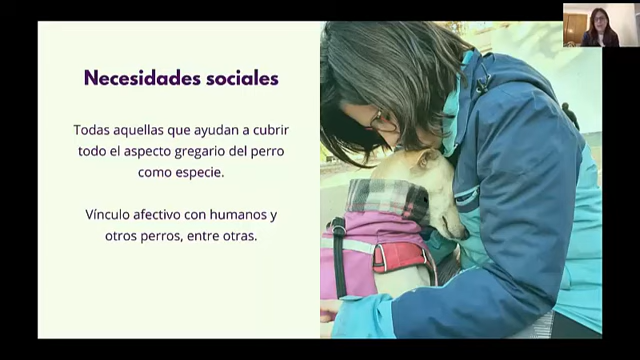 Necesidades sociales
Todas aquellas que ayudan a cubrir
todo el aspecto gregario del perro
como especie.
Vínculo afectivo con humanos y
otros perros, entre otras.